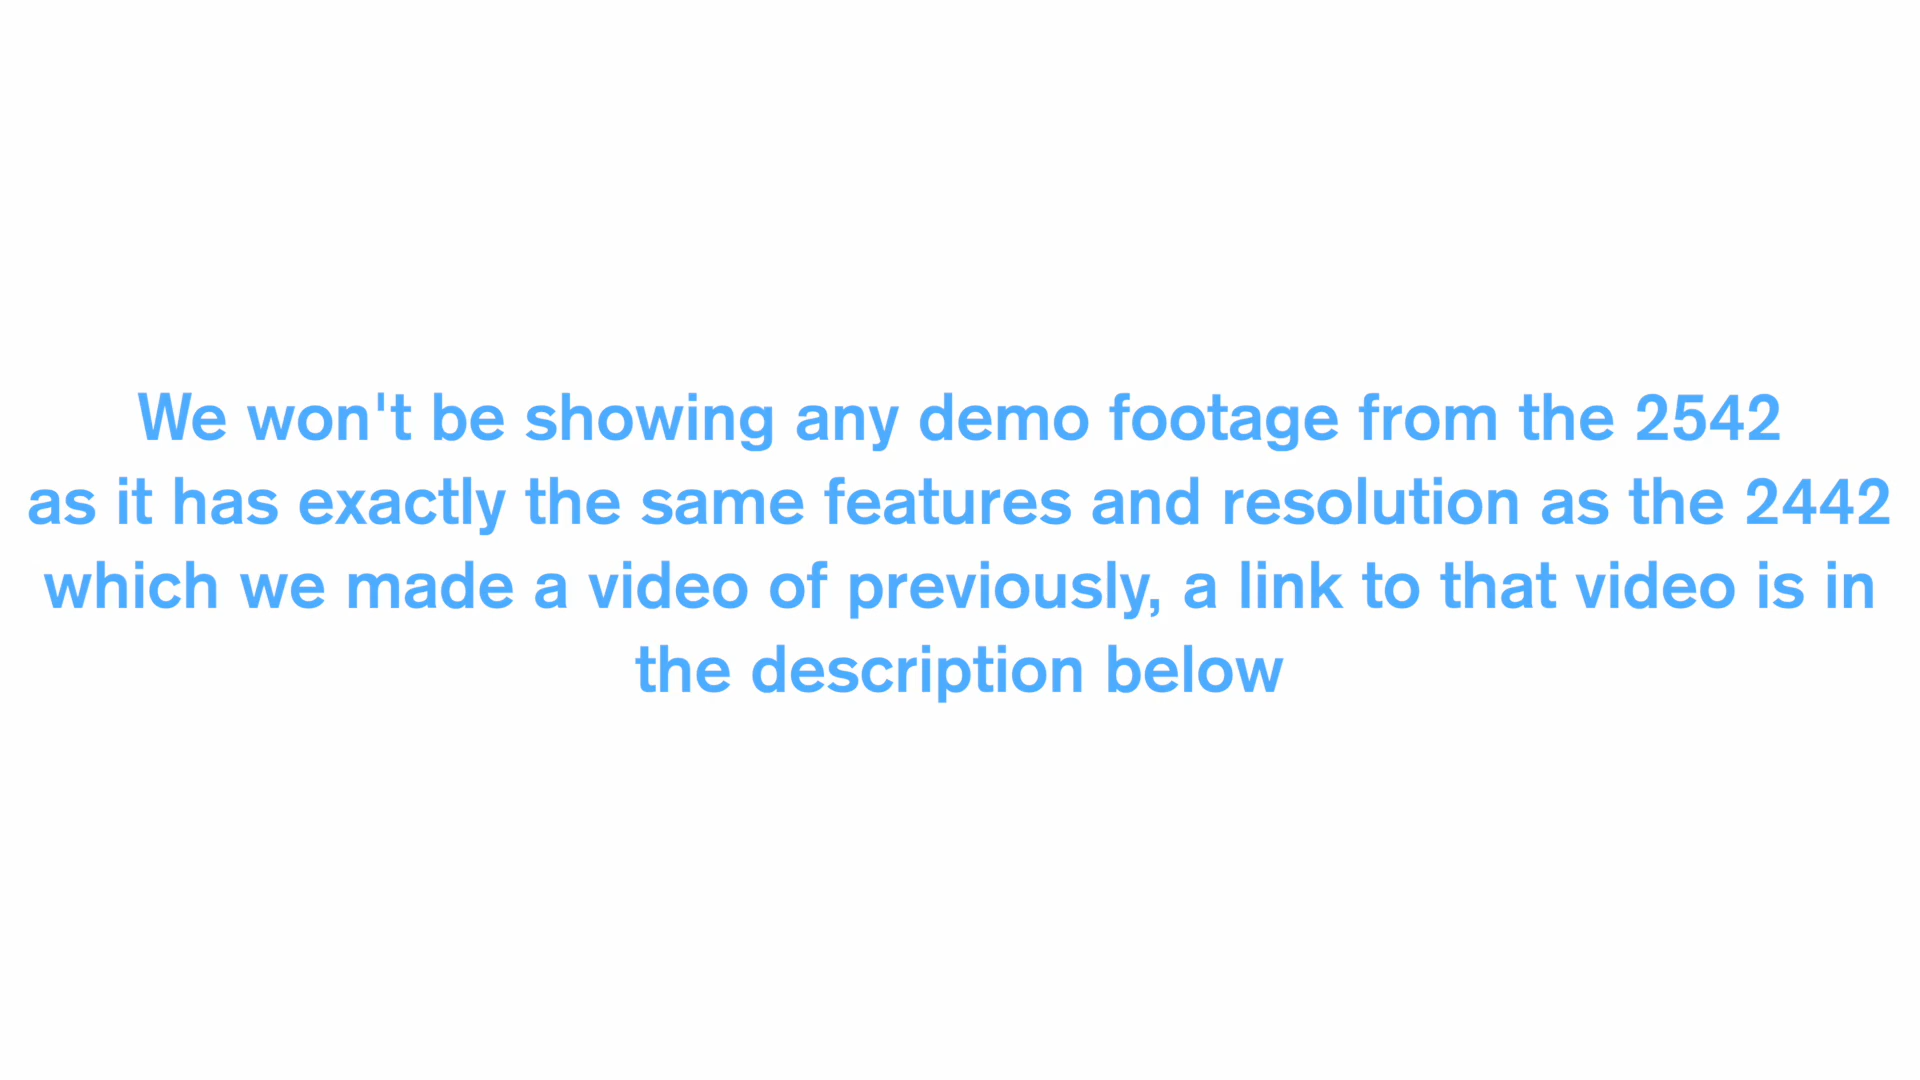 We won't be showing any demo footage from the 2542
as it has exactly the same features and resolution as the 2442
which we made a video of previously, a link to that video is in
the description below